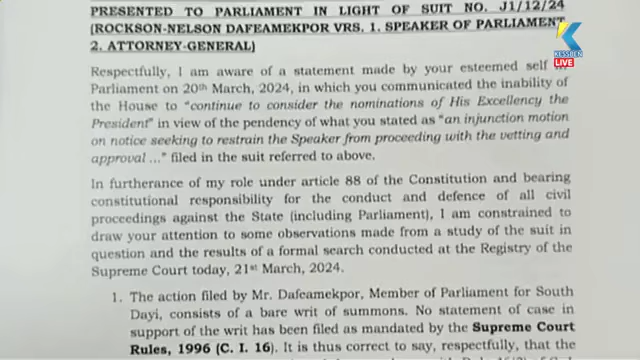 PRESENTED TO PARLIAMENT IN LIGHT OF SUIT NO. J1/12/24
(ROCKSON-NELSON DAFEAMEKPOR VRS. 1. SPEAKER OF PARLIAMENT
2. ATTORNEY-GENERAL)
KESSBEN
LIVE
Respectfully, I am aware of a statement made by your esteemed self
Parliament on 20th March, 2024, in which you communicated the inability
of the House to "continue to consider the nominations of His Excellency the
President" in view of the pendency of what you stated as "an injunction motion
on notice seeking to restrain the Speaker from proceeding with the vetting and
approval ..." filed in the suit referred to above.
In furtherance of my role under article 88 of the Constitution and bearing
constitutional responsibility for the conduct and defence of all civil
proceedings against the State (including Parliament), I am constrained to
draw your attention to some observations made from a study of the suit in
question and the results of a formal search conducted at the Registry of the
Supreme Court today, 21st March, 2024.
1. The action filed by Mr. Dafeamekpor, Member of Parliament for South
Dayi, consists of a bare writ of summons. No statement of case in
support of the writ has been filed as mandated by the Supreme Court
Rules, 1996 (C. I. 16). It is thus correct to say, respectfully, that the